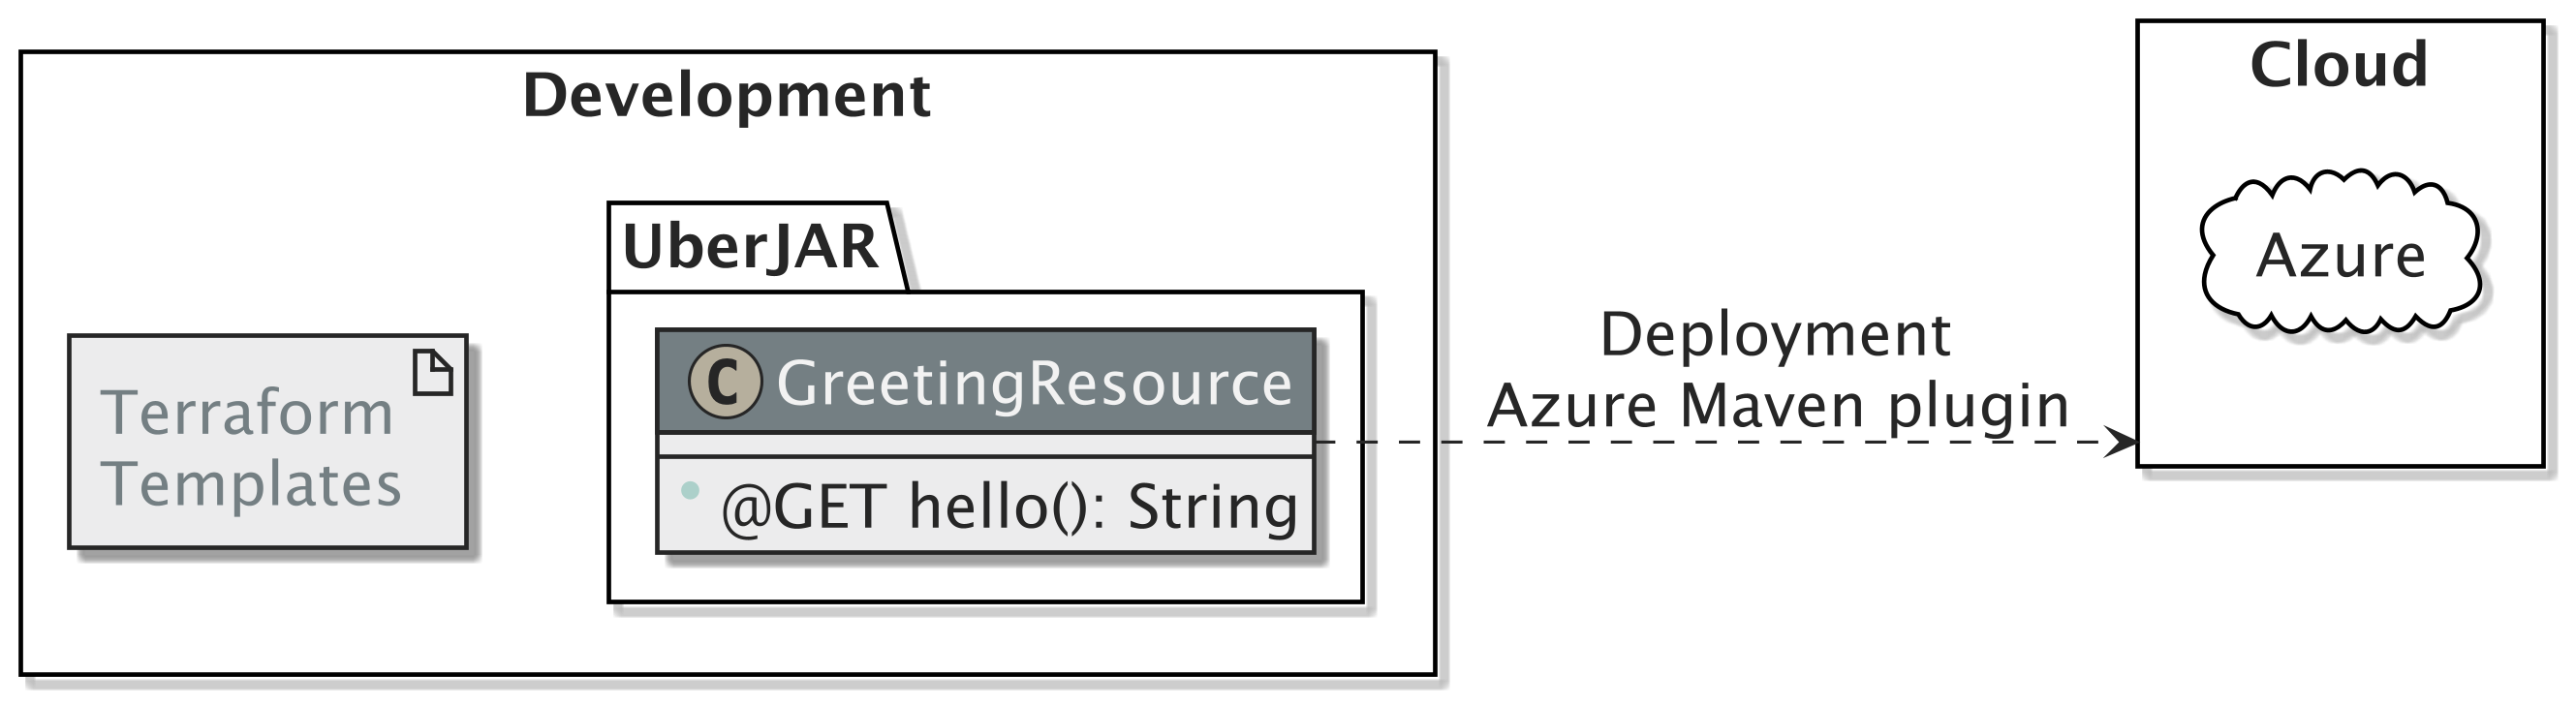 Development
Cloud
UberJAR
Azure
Terraform
Templates
C GreetingResource
@GET hello(): String
Deployment
Azure Maven plugin